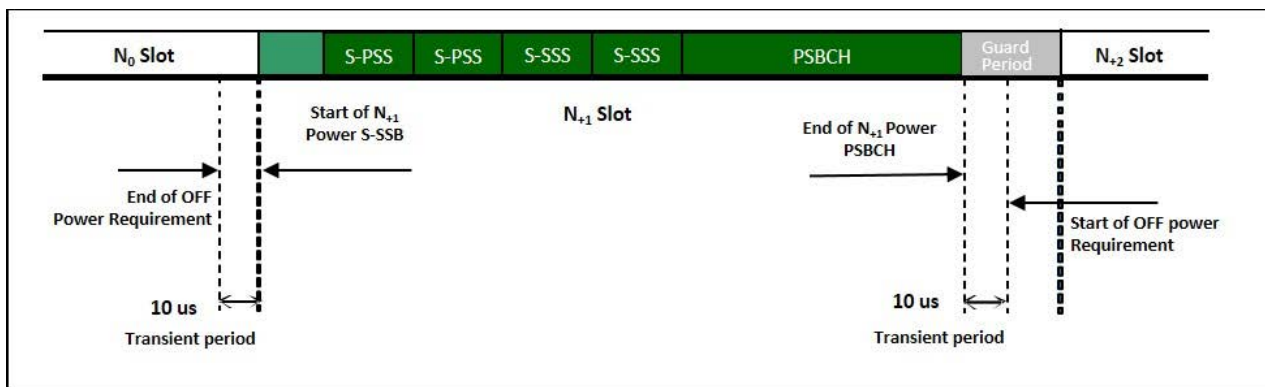 N₀ Slot
S-PSS
S-PSS
S-SSS
S-SSS
PSBCH
Guard
Period
N₊₂ Slot
Start of N₊₁
Power S-SSB
N₊₁ Slot
End of N₊₁ Power
PSBCH
End of OFF
Power Requirement
Start of OFF power
Requirement
10 us
Transient period
10 us
Transient period